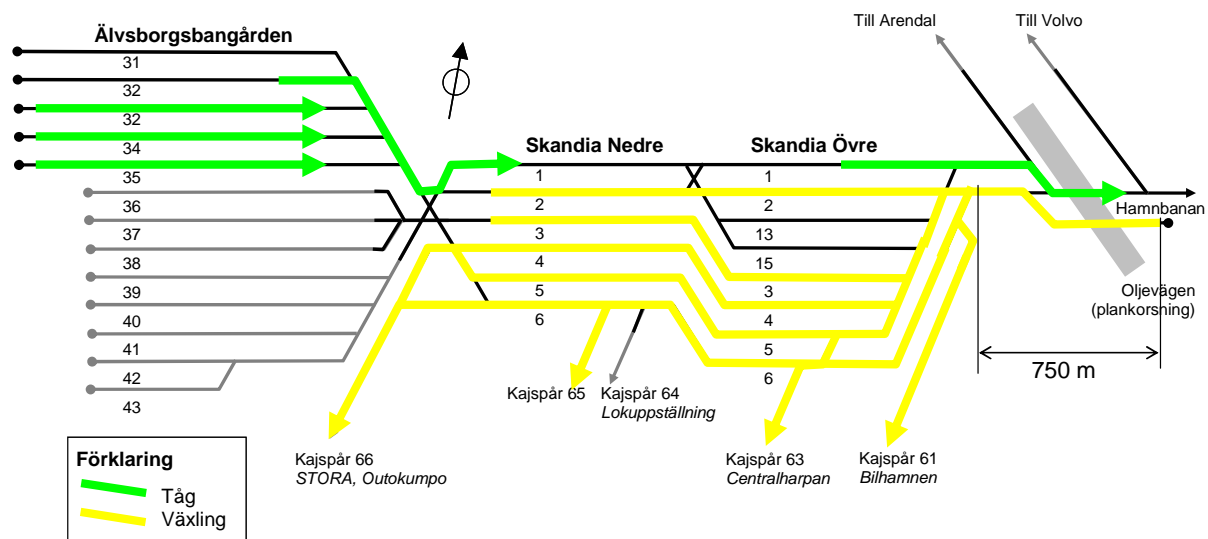 Till Arendal
Till Volvo
Älvsborgsbangården
31
32
32
34
35
36
37
38
39
40
41
42
43
Skandia Nedre
Skandia Övre
1
2
3
4
5
6
1
2
13
15
3
4
5
6
Hamnbanan
Oljevägen
(plankorsning)
750 m
Kajspår 65
Kajspår 64
Lokuppställning
Kajspår 66
STORA, Outokumpo
Kajspår 63
Centralharpan
Kajspår 61
Bilhamnen
Förklaring
Tåg
Växling